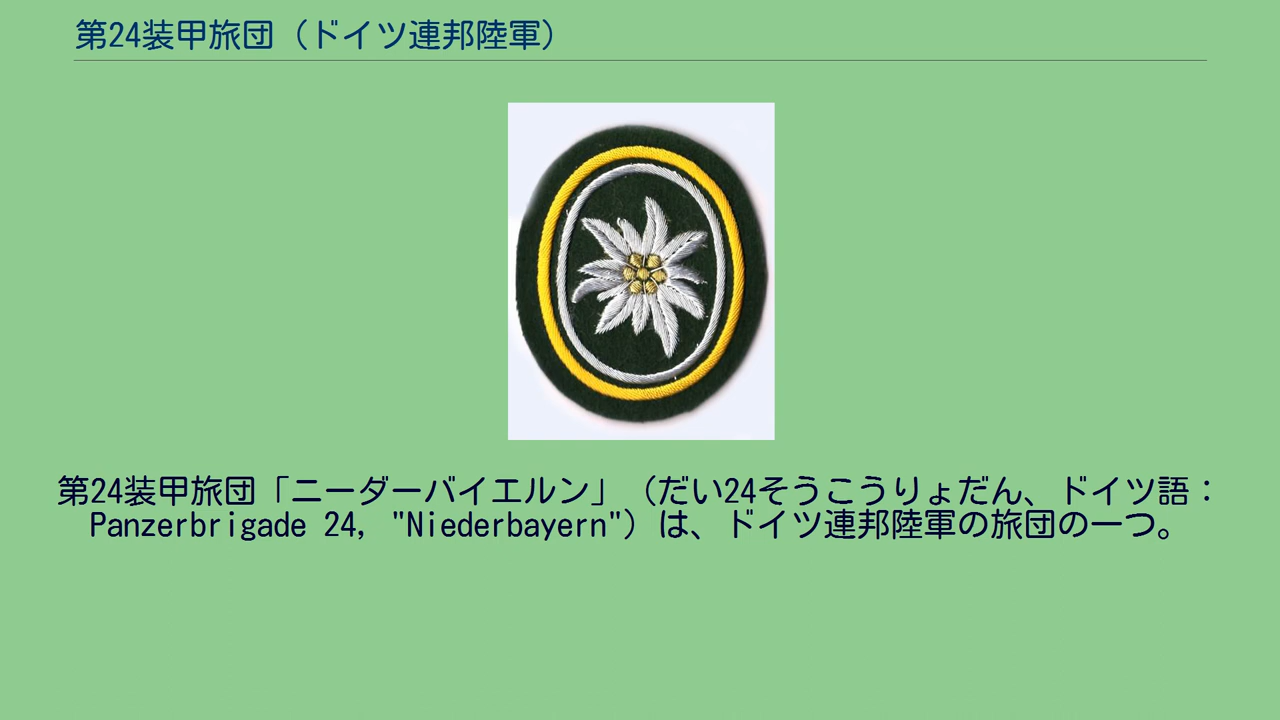 第24装甲旅団（ドイツ連邦陸軍）
第24装甲旅団「ニーダーバイエルン」（だい24そうこうりょだん、ドイツ語：
Panzerbrigade 24, "Niederbayern"）は、ドイツ連邦陸軍の旅団の一つ。